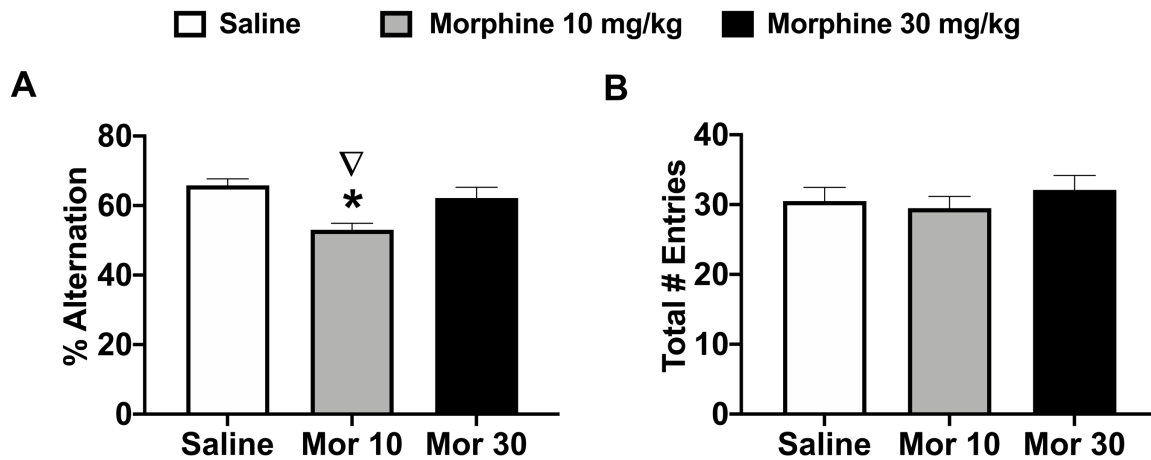 Saline Morphine 10 mg/kg Morphine 30 mg/kg
A
% Alternation
80
60
40
20
0
∇
*
Saline Mor 10 Mor 30
B
Total # Entries
40
30
20
10
0
Saline Mor 10 Mor 30